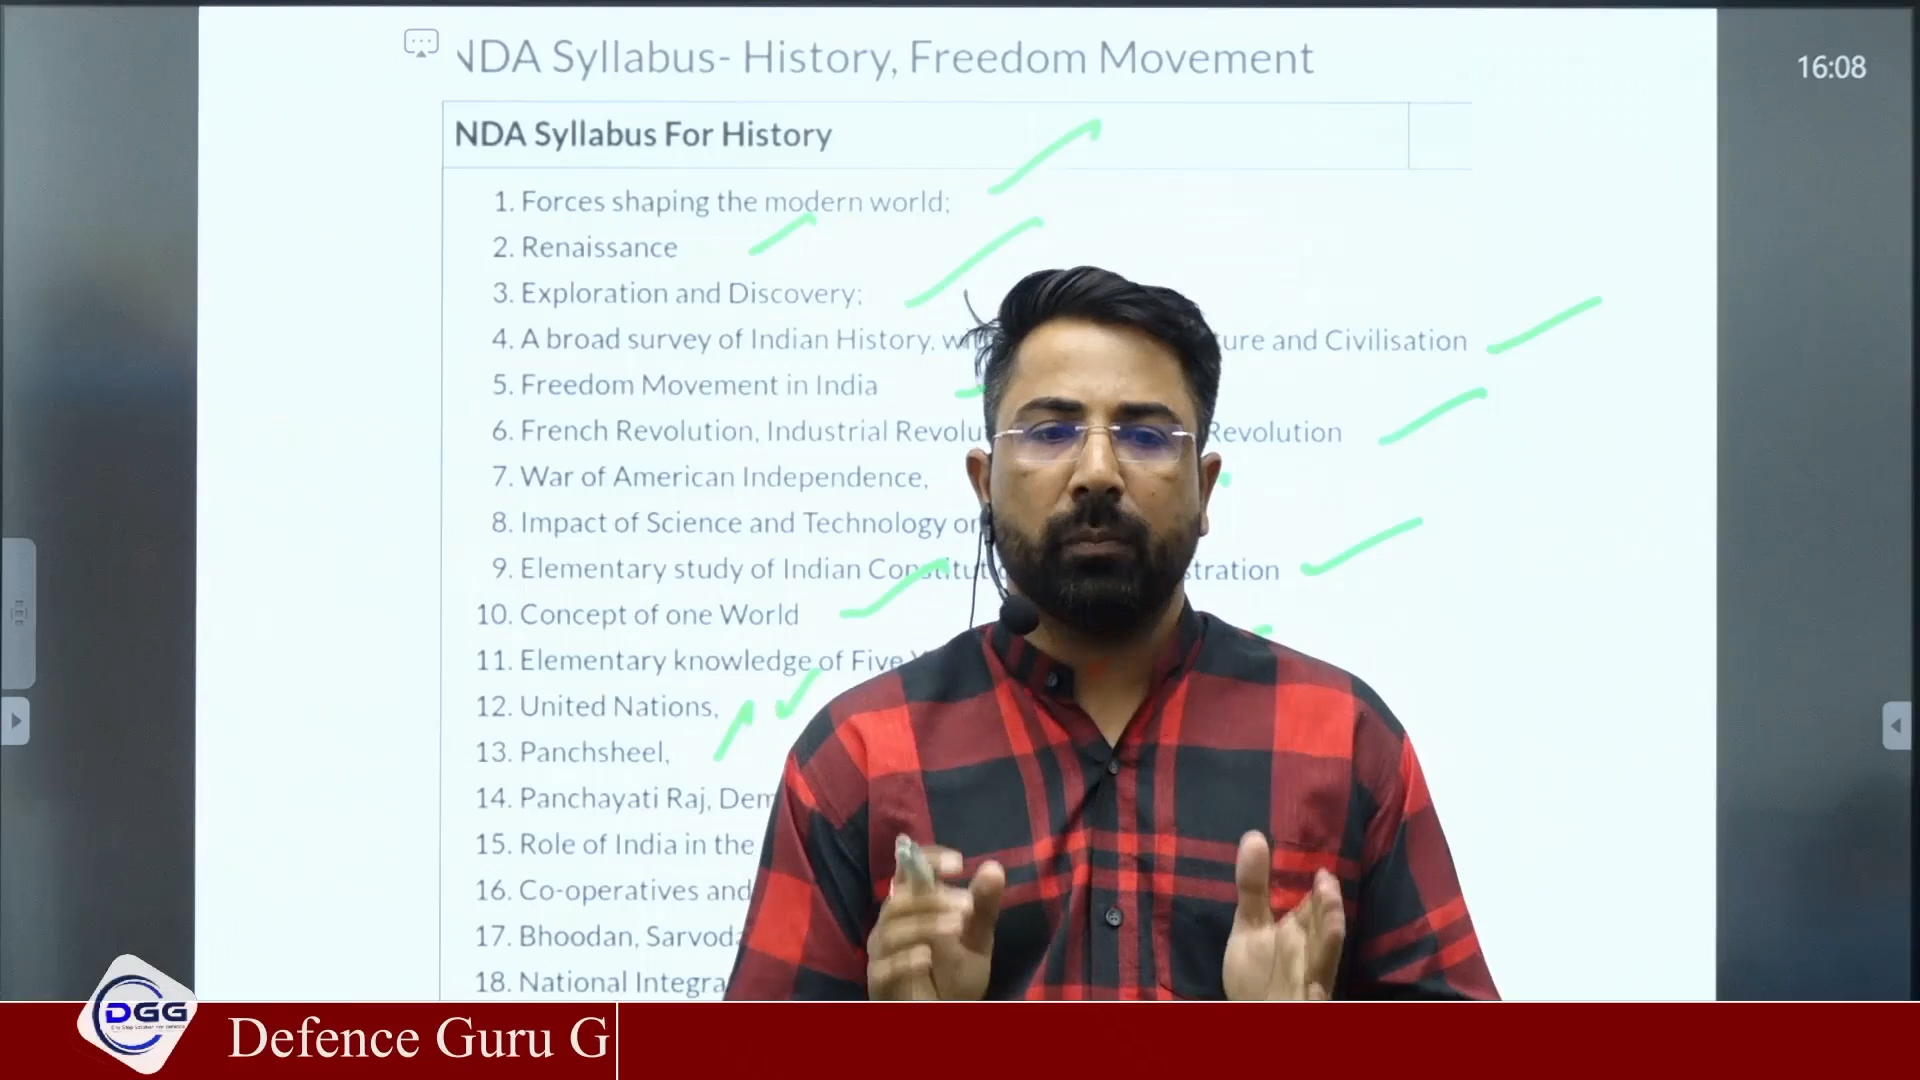 NDA Syllabus- History, Freedom Movement
16:08
NDA Syllabus For History
1. Forces shaping the modern world;
2. Renaissance
3. Exploration and Discovery;
4. A broad survey of Indian History, ure and Civilisation
5. Freedom Movement in India
6. French Revolution, Industrial Revolu Revolution
7. War of American Independence,
8. Impact of Science and Technology on
9. Elementary study of Indian Constitut stration
10. Concept of one World
11. Elementary knowledge of Five
12. United Nations,
13. Panchsheel,
14. Panchayati Raj, Dem
15. Role of India in the
16. Co-operatives and
17. Bhoodan, Sarvoda
18. National Integra
DGG
Defence Guru G